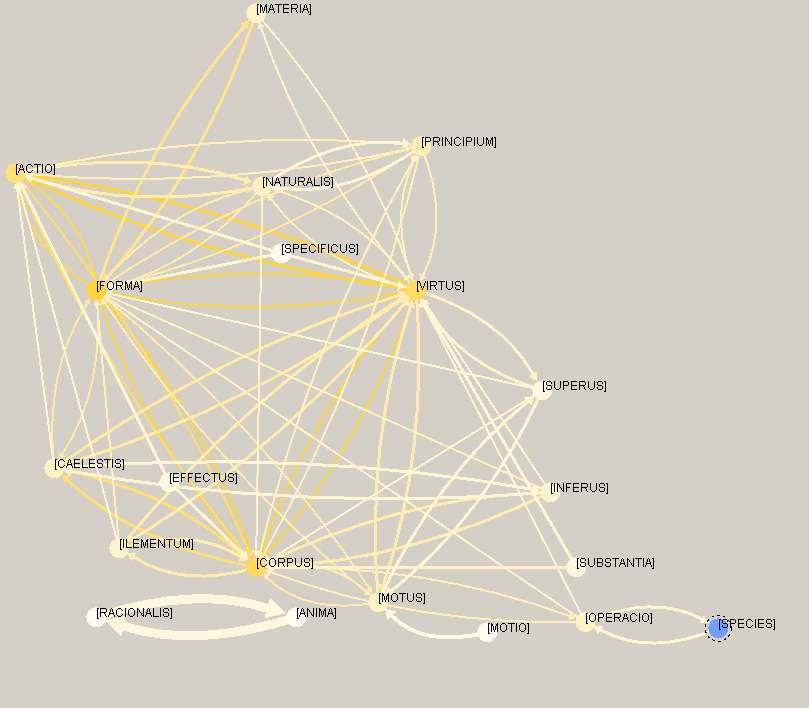 [MATERIA]
[PRINCIPIUM]
[ACTIO]
[NATURALIS]
[SPECIFICUS]
[FORMA]
[VIRTUS]
[SUPERUS]
[CAELESTIS]
[EFFECTUS]
[INFERUS]
[ILEMENTUM]
[CORPUS]
[SUBSTANTIA]
[MOTUS]
[RACIONALIS]
[ANIMA]
[OPERACIO]
[SPECIES]
[MOTIO]